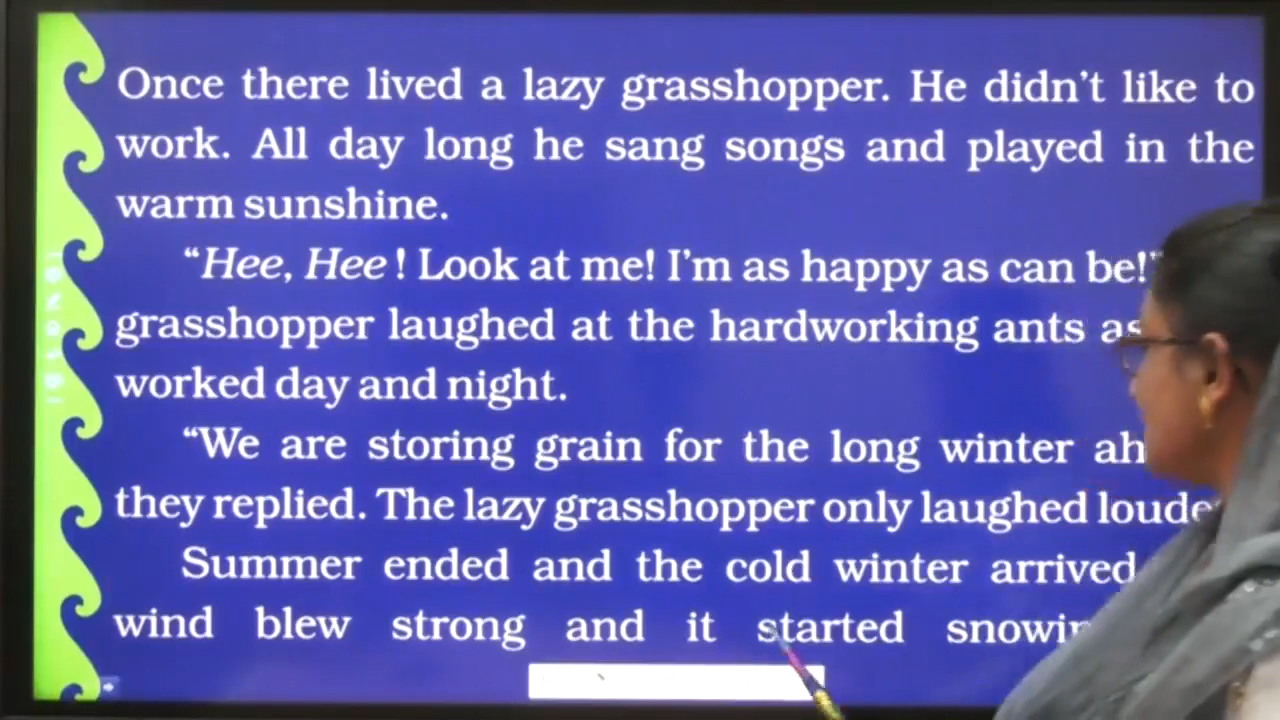 Once there lived a lazy grasshopper. He didn't like to
work. All day long he sang songs and played in the
warm sunshine.
“Hee, Hee! Look at me! I'm as happy as can be!”
grasshopper laughed at the hardworking ants as
worked day and night.
“We are storing grain for the long winter
they replied. The lazy grasshopper only laughed
Summer ended and the cold winter arrived
wind blew strong and it started